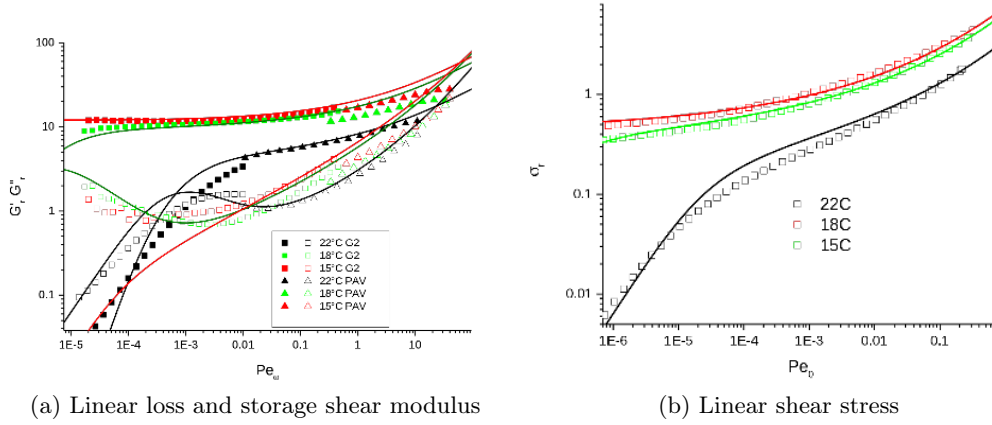 100
10
1
0.1
G'r G''r
1E-5 1E-4 1E-3 0.01 0.1 1 10 100
Peω
22°C G2
18°C G2
15°C G2
22°C PAV
18°C PAV
15°C PAV
(a) Linear loss and storage shear modulus
1
0.1
0.01
σr
1E-6 1E-5 1E-4 1E-3 0.01 0.1
22C
18C
15C
(b) Linear shear stress